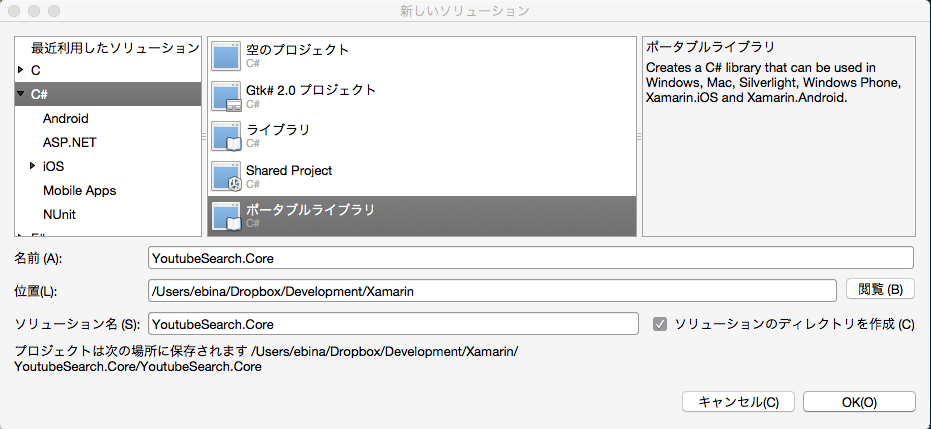 新しいソリューション
最近利用したソリューション
C
C#
Android
ASP.NET
iOS
Mobile Apps
NUnit
空のプロジェクト
C#
Gtk# 2.0 プロジェクト
C#
ライブラリ
C#
Shared Project
C#
ポータブルライブラリ
C#
ポータブルライブラリ
Creates a C# library that can be used in
Windows, Mac, Silverlight, Windows Phone,
Xamarin.iOS and Xamarin.Android.
名前 (A):
YoutubeSearch.Core
位置(L):
/Users/ebina/Dropbox/Development/Xamarin
閲覧 (B)
ソリューション名 (S):
YoutubeSearch.Core
ソリューションのディレクトリを作成 (C)
プロジェクトは次の場所に保存されます /Users/ebina/Dropbox/Development/Xamarin/
YoutubeSearch.Core/YoutubeSearch.Core
キャンセル(C)
OK(O)